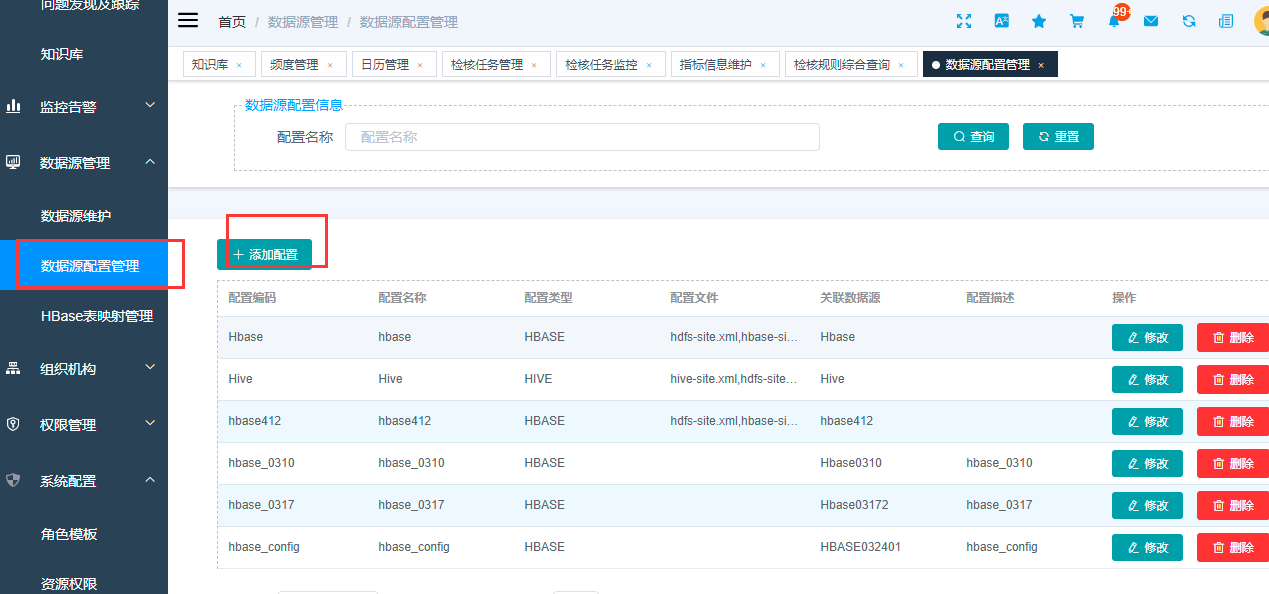 问题发现及跟踪
知识库
监控告警
数据源管理
数据源维护
数据源配置管理
HBase表映射管理
组织机构
权限管理
系统配置
角色模板
资源权限
首页 / 数据源管理 / 数据源配置管理
99+
知识库 × 频度管理 × 日历管理 × 检核任务管理 × 检核任务监控 × 指标信息维护 × 检核规则综合查询 × 数据源配置管理 ×
数据源配置信息
配置名称 配置名称 查询 重置
添加配置
配置编码 配置名称 配置类型 配置文件 关联数据源 配置描述 操作
Hbase hbase HBASE hdfs-site.xml,hbase-si... Hbase 修改 删除
Hive Hive HIVE hive-site.xml,hdfs-site... Hive 修改 删除
hbase412 hbase412 HBASE hdfs-site.xml,hbase-si... hbase412 修改 删除
hbase_0310 hbase_0310 HBASE Hbase0310 hbase_0310 修改 删除
hbase_0317 hbase_0317 HBASE Hbase03172 hbase_0317 修改 删除
hbase_config hbase_config HBASE HBASE032401 hbase_config 修改 删除